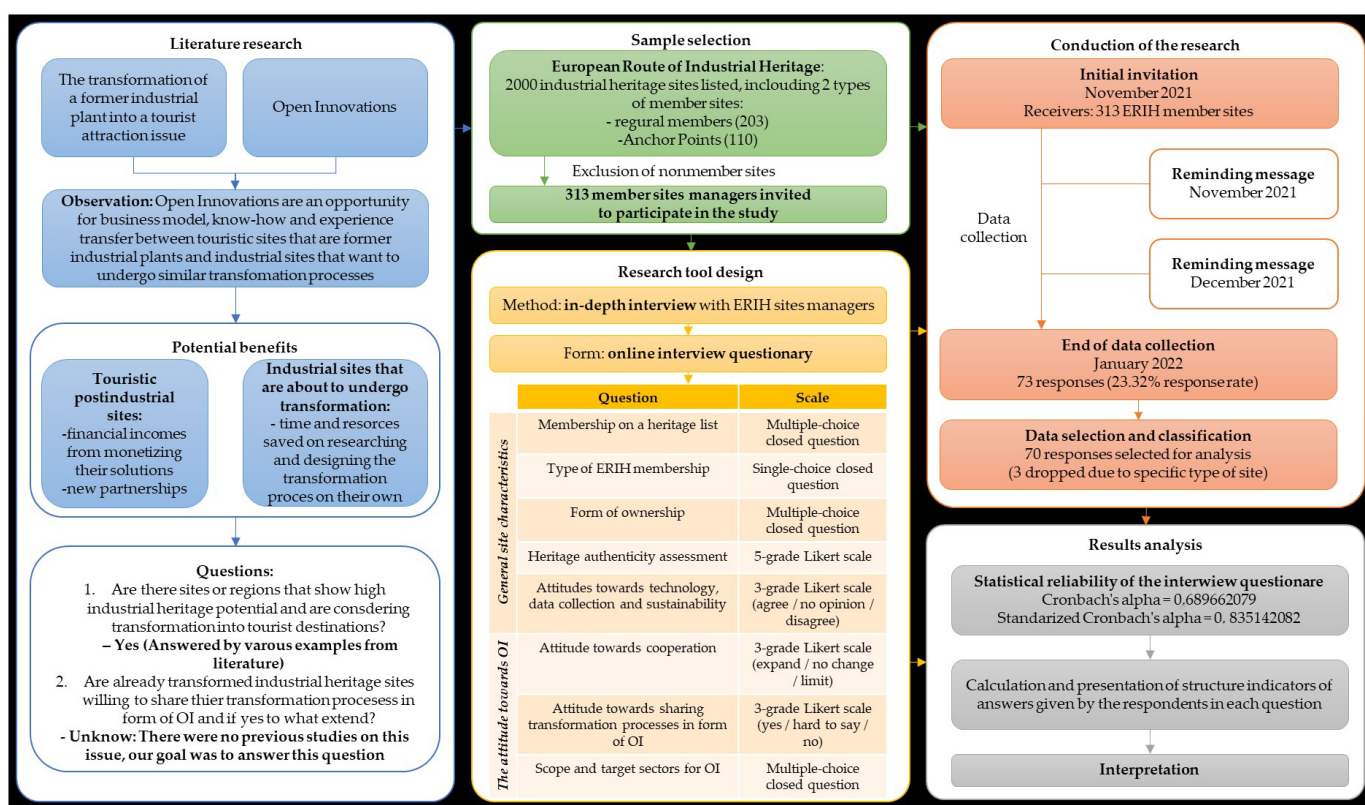 Literature research
The transformation of
a former industrial
plant into a tourist
attraction issue
Open Innovations
Observation: Open Innovations are an opportunity
for business model, know-how and experience
transfer between touristic sites that are former
industrial plants and industrial sites that want to
undergo similar transfomation processes
Potential benefits
Touristic
postindustrial
sites:
-financial incomes
from monetizing
their solutions
-new partnerships
Industrial sites that
are about to undergo
transformation:
- time and resorces
saved on researching
and designing the
transformation
proces on their own
Questions:
1. Are there sites or regions that show high
industrial heritage potential and are consdering
transformation into tourist destinations?
– Yes (Answered by varous examples from
literature)
2. Are already transformed industrial heritage sites
willing to share thier transformation procesess in
form of OI and if yes to what extend?
- Unknow: There were no previous studies on this
issue, our goal was to answer this question
Sample selection
European Route of Industrial Heritage:
2000 industrial heritage sites listed, incluuding 2 types
of member sites:
- regural members (203)
-Anchor Points (110)
Exclusion of nonmember sites
313 member sites managers invited
to participate in the study
Research tool design
Method: in-depth interview with ERIH sites managers
Form: online interview questionary
Question Scale
General site characteristics
Membership on a heritage list Multiple-choice
closed question
Type of ERIH membership Single-choice closed
question
Form of ownership Multiple-choice
closed question
Heritage authenticity assessment 5-grade Likert scale
Attitudes towards technology, 3-grade Likert scale
data collection and sustainability (agree / no opinion /
disagree)
The attitude towards OI
Attitude towards cooperation 3-grade Likert scale
(expand / no change
/ limit)
Attitude towards sharing 3-grade Likert scale
transformation processes in form (yes / hard to say /
of OI no)
Scope and target sectors for OI Multiple-choice
closed question
Conduction of the research
Initial invitation
November 2021
Receivers: 313 ERIH member sites
Reminding message
November 2021
Data
collection
Reminding message
December 2021
End of data collection
January 2022
73 responses (23.32% response rate)
Data selection and classification
70 responses selected for analysis
(3 dropped due to specific type of site)
Results analysis
Statistical reliability of the interwiew questionare
Cronbach's alpha = 0.689662079
Standarized Cronbach's alpha = 0. 835142082
Calculation and presentation of structure indicators of
answers given by the respondents in each question
Interpretation